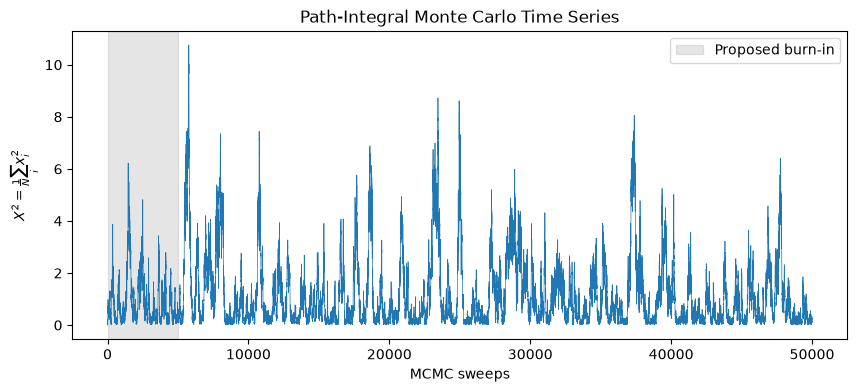 Path-Integral Monte Carlo Time Series
Proposed burn-in
10
8
6
4
2
0
X² = 1/N ∑ᵢ xᵢ²
0 10000 20000 30000 40000 50000
MCMC sweeps